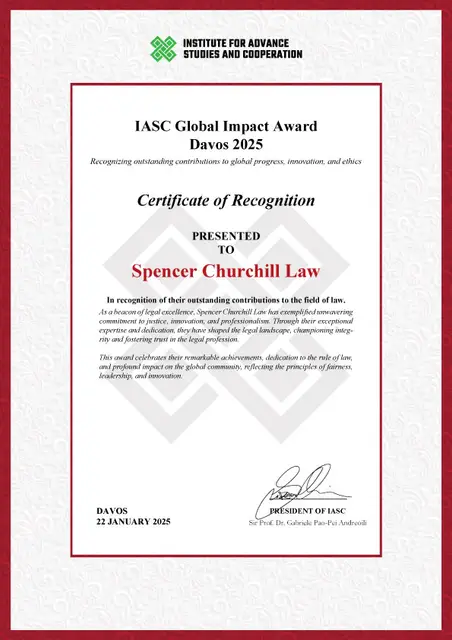 INSTITUTE FOR ADVANCE
STUDIES AND COOPERATION
IASC Global Impact Award
Davos 2025
Recognizing outstanding contributions to global progress, innovation, and ethics
Certificate of Recognition
PRESENTED
TO
Spencer Churchill Law
In recognition of their outstanding contributions to the field of law.
As a beacon of legal excellence, Spencer Churchill Law has exemplified unwavering
commitment to justice, innovation, and professionalism. Through their exceptional
expertise and dedication, they have shaped the legal landscape, championing integ-
rity and fostering trust in the legal profession.
This award celebrates their remarkable achievements, dedication to the rule of law,
and profound impact on the global community, reflecting the principles of fairness,
leadership, and innovation.
DAVOS
22 JANUARY 2025
PRESIDENT OF IASC
Sir Prof. Dr. Gabriele Pao-Pei Andreoili